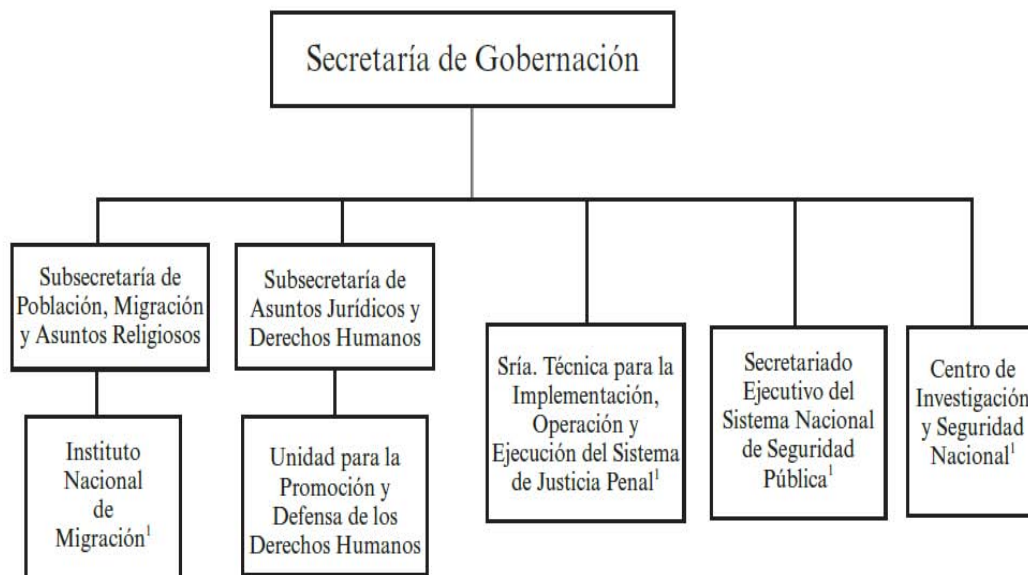 Secretaría de Gobernación
Subsecretaría de
Población, Migración
y Asuntos Religiosos
Subsecretaría de
Asuntos Jurídicos y
Derechos Humanos
Sría. Técnica para la
Implementación,
Operación y
Ejecución del Sistema
de Justicia Penal¹
Secretariado
Ejecutivo del
Sistema Nacional
de Seguridad
Pública¹
Centro de
Investigación
y Seguridad
Nacional¹
Instituto
Nacional
de
Migración¹
Unidad para la
Promoción y
Defensa de los
Derechos Humanos